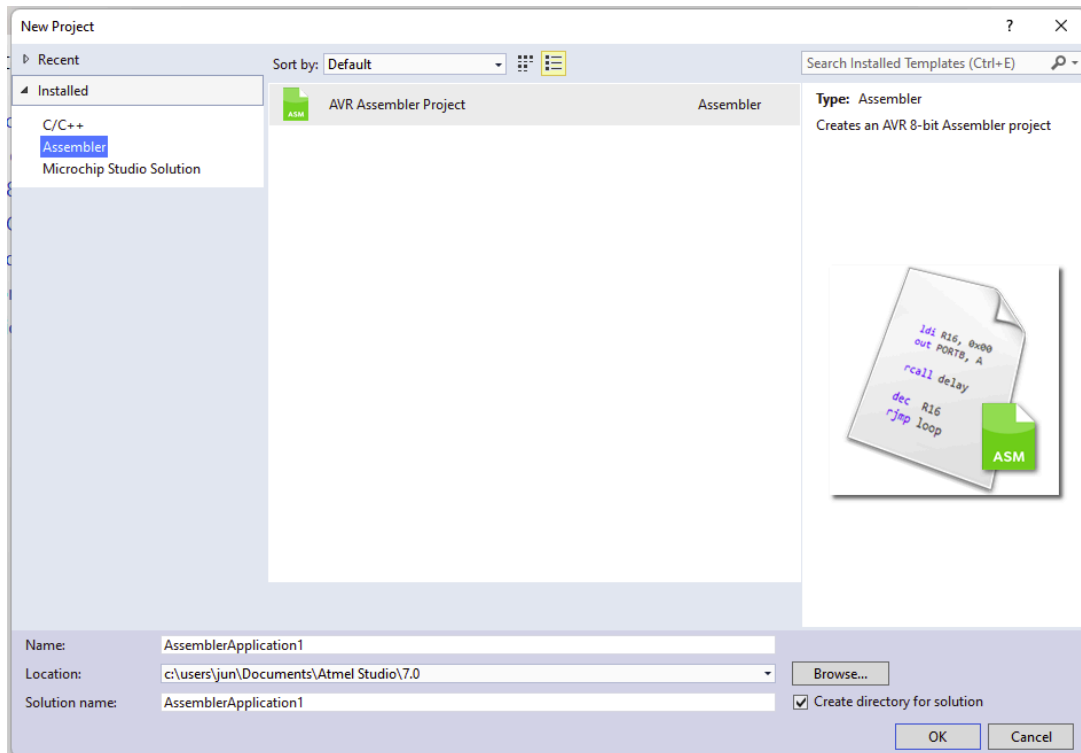 New Project
?
Recent
Installed
C/C++
Assembler
Microchip Studio Solution
Sort by: Default
AVR Assembler Project Assembler
Search Installed Templates (Ctrl+E)
Type: Assembler
Creates an AVR 8-bit Assembler project
ASM
ldi R16, 0x00
out PORTB, A
rcall delay
dec R16
rjmp loop
ASM
Name: AssemblerApplication1
Location: c:\users\jun\Documents\Atmel Studio\7.0
Browse...
Solution name: AssemblerApplication1
Create directory for solution
OK Cancel